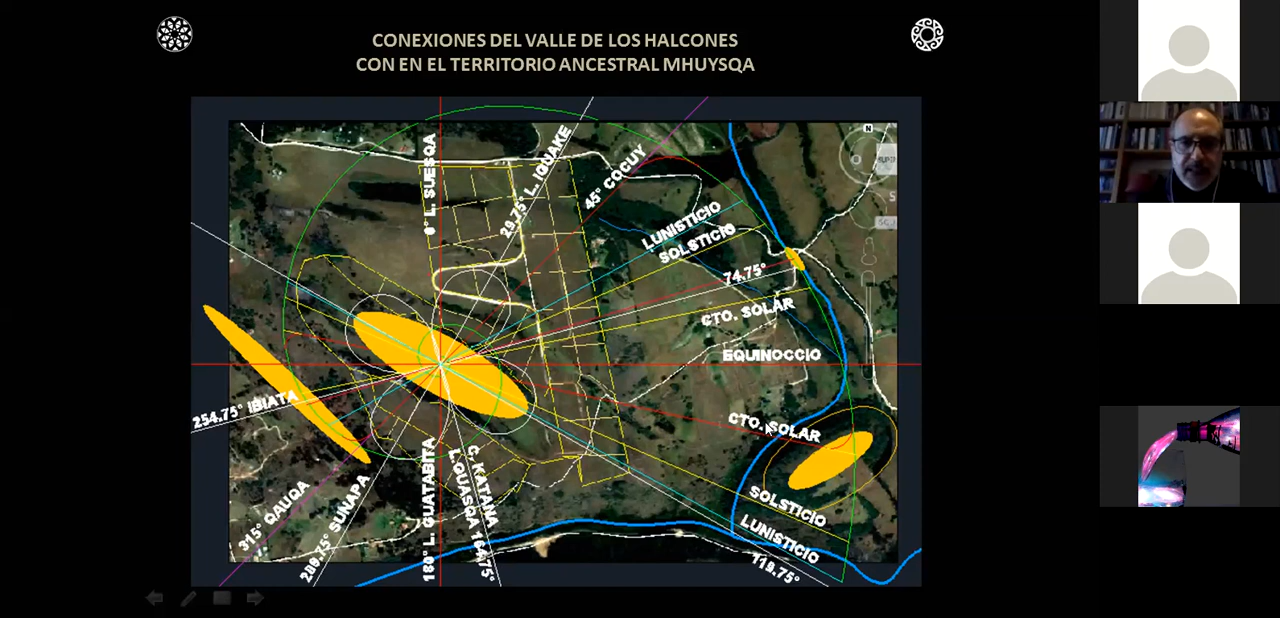 CONEXIONES DEL VALLE DE LOS HALCONES
CON EN EL TERRITORIO ANCESTRAL MHUYSQA
0° L. SUESQA
29.75° L. IGUAKE
45° COCUY
LUNISTICIO
SOLSTICIO
74.75°
CTO. SOLAR
EQUINOCCIO
CTO. SOLAR
SOLSTICIO
LUNISTICIO
119.75°
C. KATANA
L.GUASQA 164.75°
180° L. GUATABITA
289.75° SUNAPA
315° QAUQA
254.75° IBIATA
N